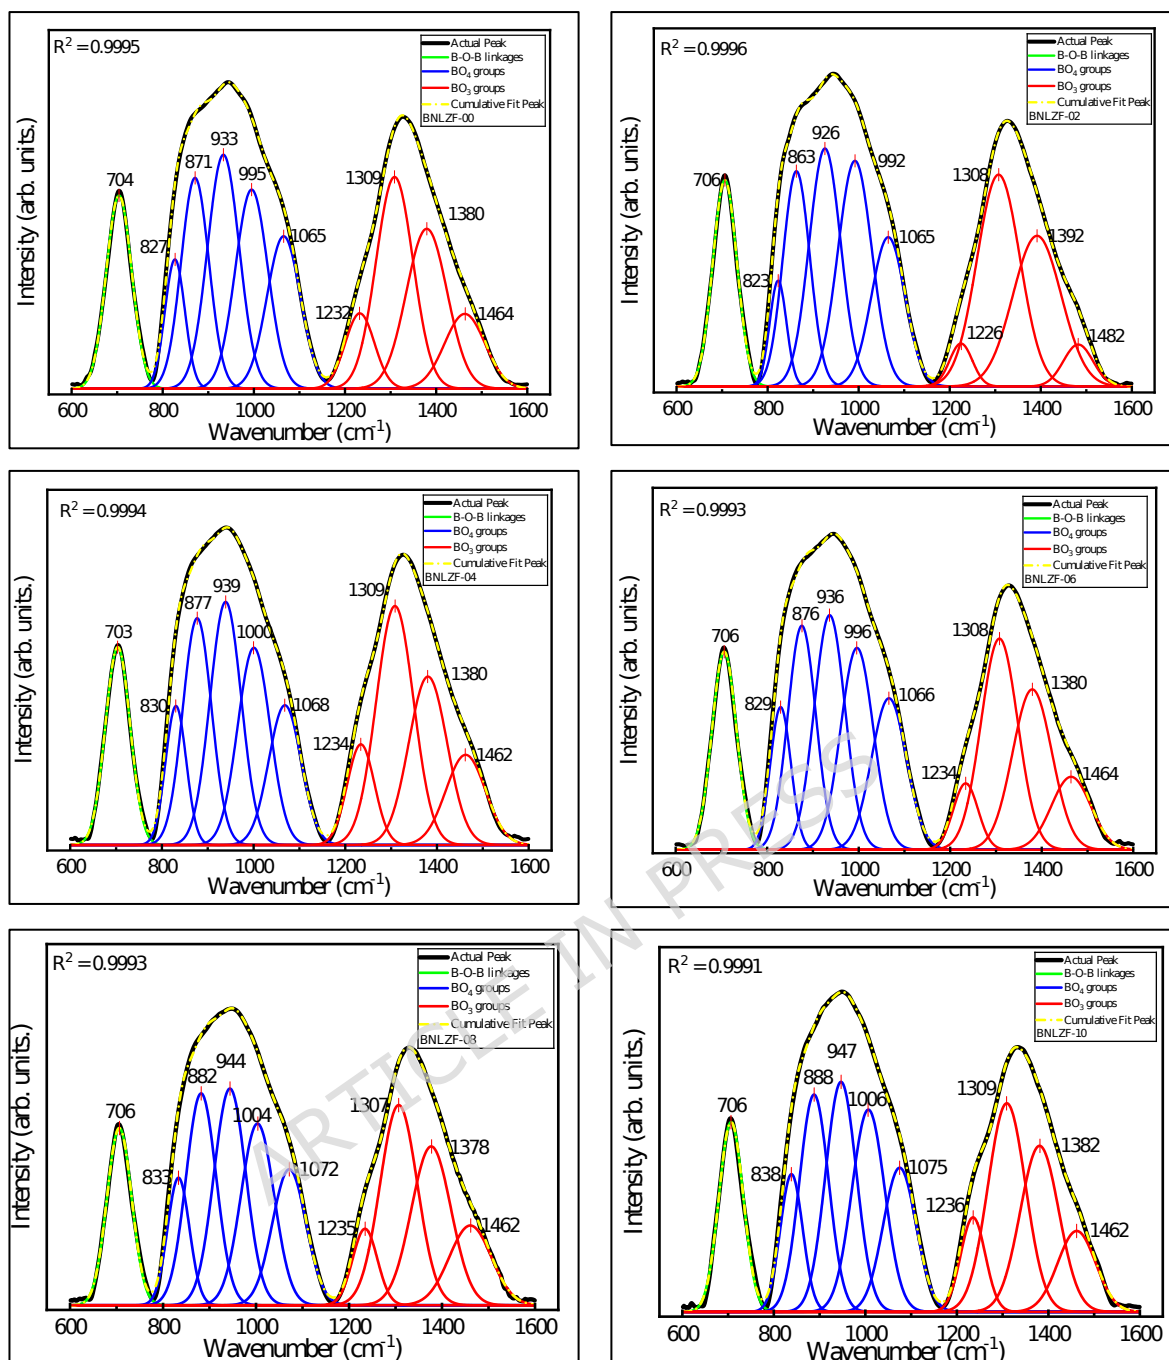 R² = 0.9995
Actual Peak
B-O-B linkages
BO₄ groups
BO₃ groups
Cumulative Fit Peak
BNLZF-00
704
827
871
933
995
1065
1232
1309
1380
1464
Intensity (arb. units.)
600 800 1000 1200 1400 1600
Wavenumber (cm⁻¹)
R² = 0.9996
Actual Peak
B-O-B linkages
BO₄ groups
BO₃ groups
Cumulative Fit Peak
BNLZF-02
706
823
863
926
992
1065
1226
1308
1392
1482
Intensity (arb. units.)
600 800 1000 1200 1400 1600
Wavenumber (cm⁻¹)
R² = 0.9994
Actual Peak
B-O-B linkages
BO₄ groups
BO₃ groups
Cumulative Fit Peak
BNLZF-04
703
830
877
939
1000
1068
1234
1309
1380
1462
Intensity (arb. units.)
600 800 1000 1200 1400 1600
Wavenumber (cm⁻¹)
R² = 0.9993
Actual Peak
B-O-B linkages
BO₄ groups
BO₃ groups
Cumulative Fit Peak
BNLZF-06
706
829
876
936
996
1066
1234
1308
1380
1464
Intensity (arb. units.)
600 800 1000 1200 1400 1600
Wavenumber (cm⁻¹)
R² = 0.9993
Actual Peak
B-O-B linkages
BO₄ groups
BO₃ groups
Cumulative Fit Peak
BNLZF-08
706
833
882
944
1004
1072
1235
1307
1378
1462
Intensity (arb. units.)
600 800 1000 1200 1400 1600
Wavenumber (cm⁻¹)
R² = 0.9991
Actual Peak
B-O-B linkages
BO₄ groups
BO₃ groups
Cumulative Fit Peak
BNLZF-10
706
838
888
947
1006
1075
1236
1309
1382
1462
Intensity (arb. units.)
600 800 1000 1200 1400 1600
Wavenumber (cm⁻¹)
ARTICLE IN PRESS